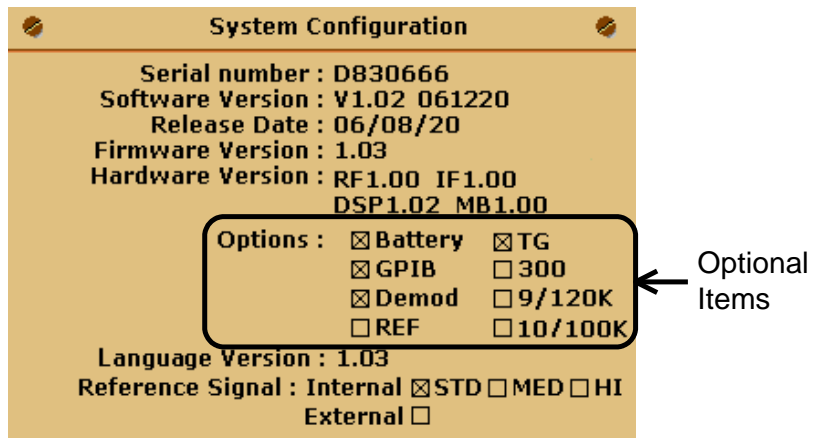 System Configuration
Serial number : D830666
Software Version : V1.02 061220
Release Date : 06/08/20
Firmware Version : 1.03
Hardware Version : RF1.00 IF1.00
DSP1.02 MB1.00
Options : ☒ Battery ☒ TG
☒ GPIB ☐ 300
☒ Demod ☐ 9/120K
☐ REF ☐ 10/100K
Optional
Items
Language Version : 1.03
Reference Signal : Internal ☒ STD ☐ MED ☐ HI
External ☐